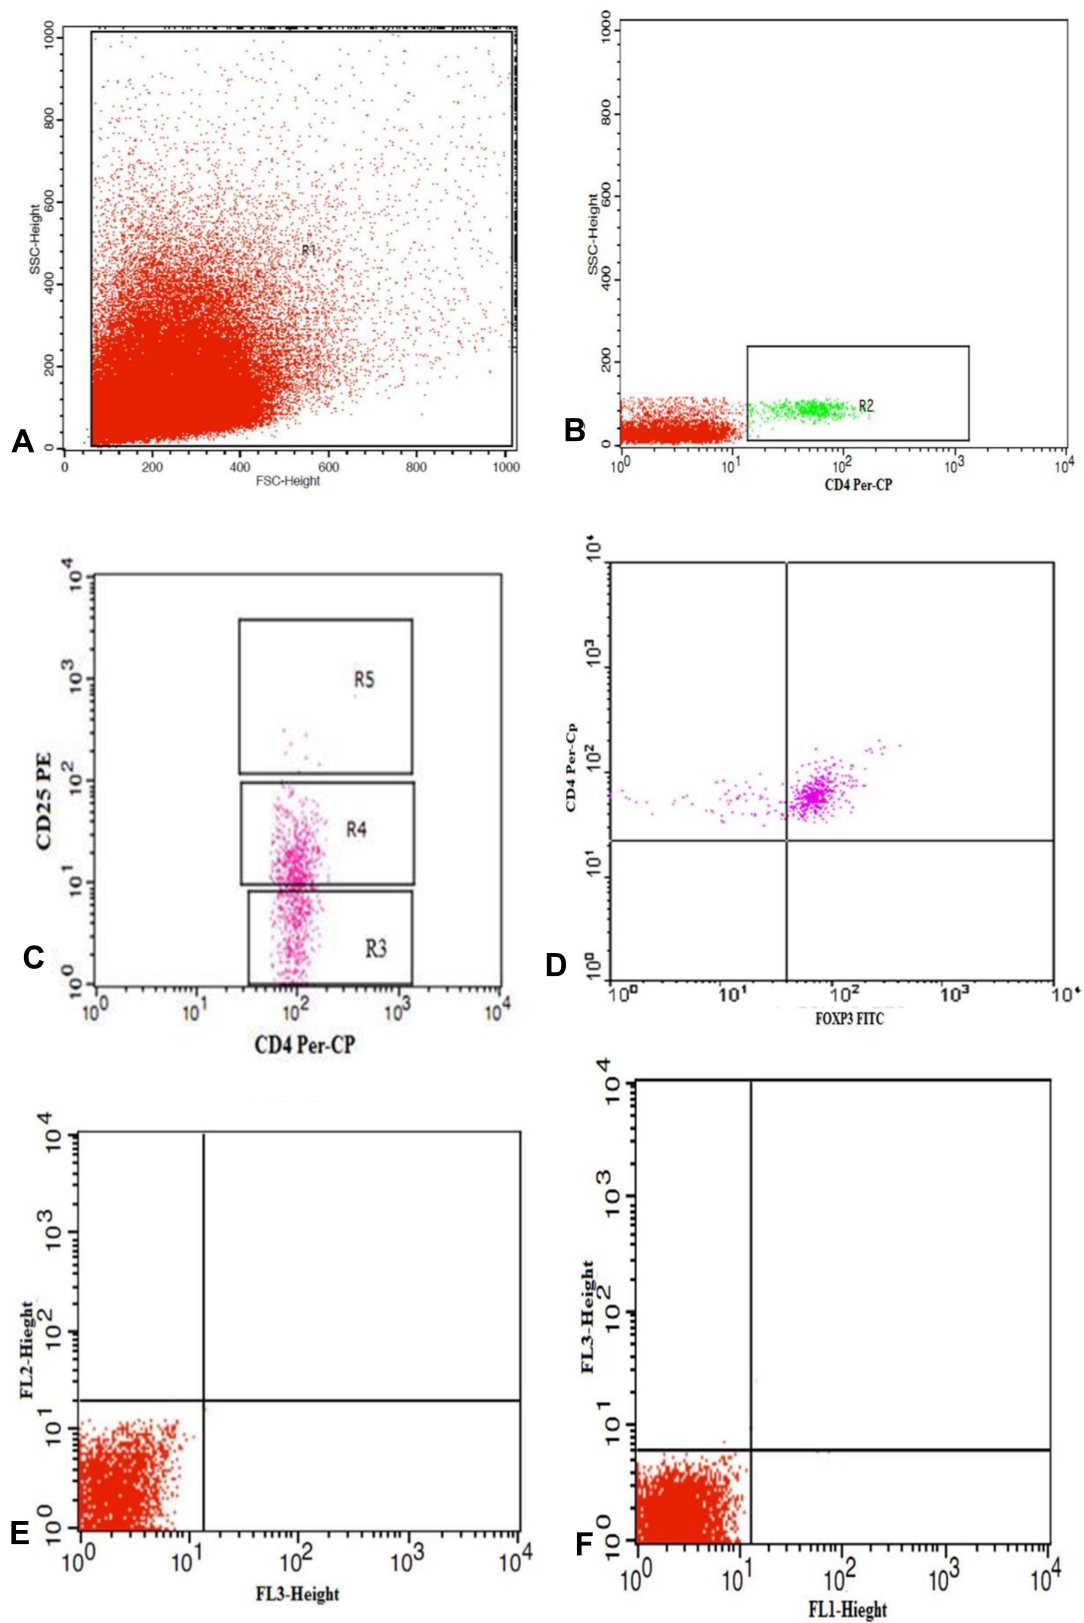 1000
800
600
400
200
0
SSC-Height
R1
A
0 200 400 600 800 1000
FSC-Height
1000
800
600
400
200
0
SSC-Height
R2
B
10^0 10^1 10^2 10^3 10^4
CD4 Per-CP
10^4
10^3
10^2
10^1
10^0
CD25 PE
R5
R4
R3
C
10^0 10^1 10^2 10^3 10^4
CD4 Per-CP
10^4
10^3
10^2
10^1
10^0
CD4 Per-Cp
D
10^0 10^1 10^2 10^3 10^4
FOXP3 FITC
10^4
10^3
10^2
10^1
10^0
FL2-Hieght
E
10^0 10^1 10^2 10^3 10^4
FL3-Height
10^4
10^3
10^2
10^1
10^0
FL3-Height
F
10^0 10^1 10^2 10^3 10^4
FL1-Hieght